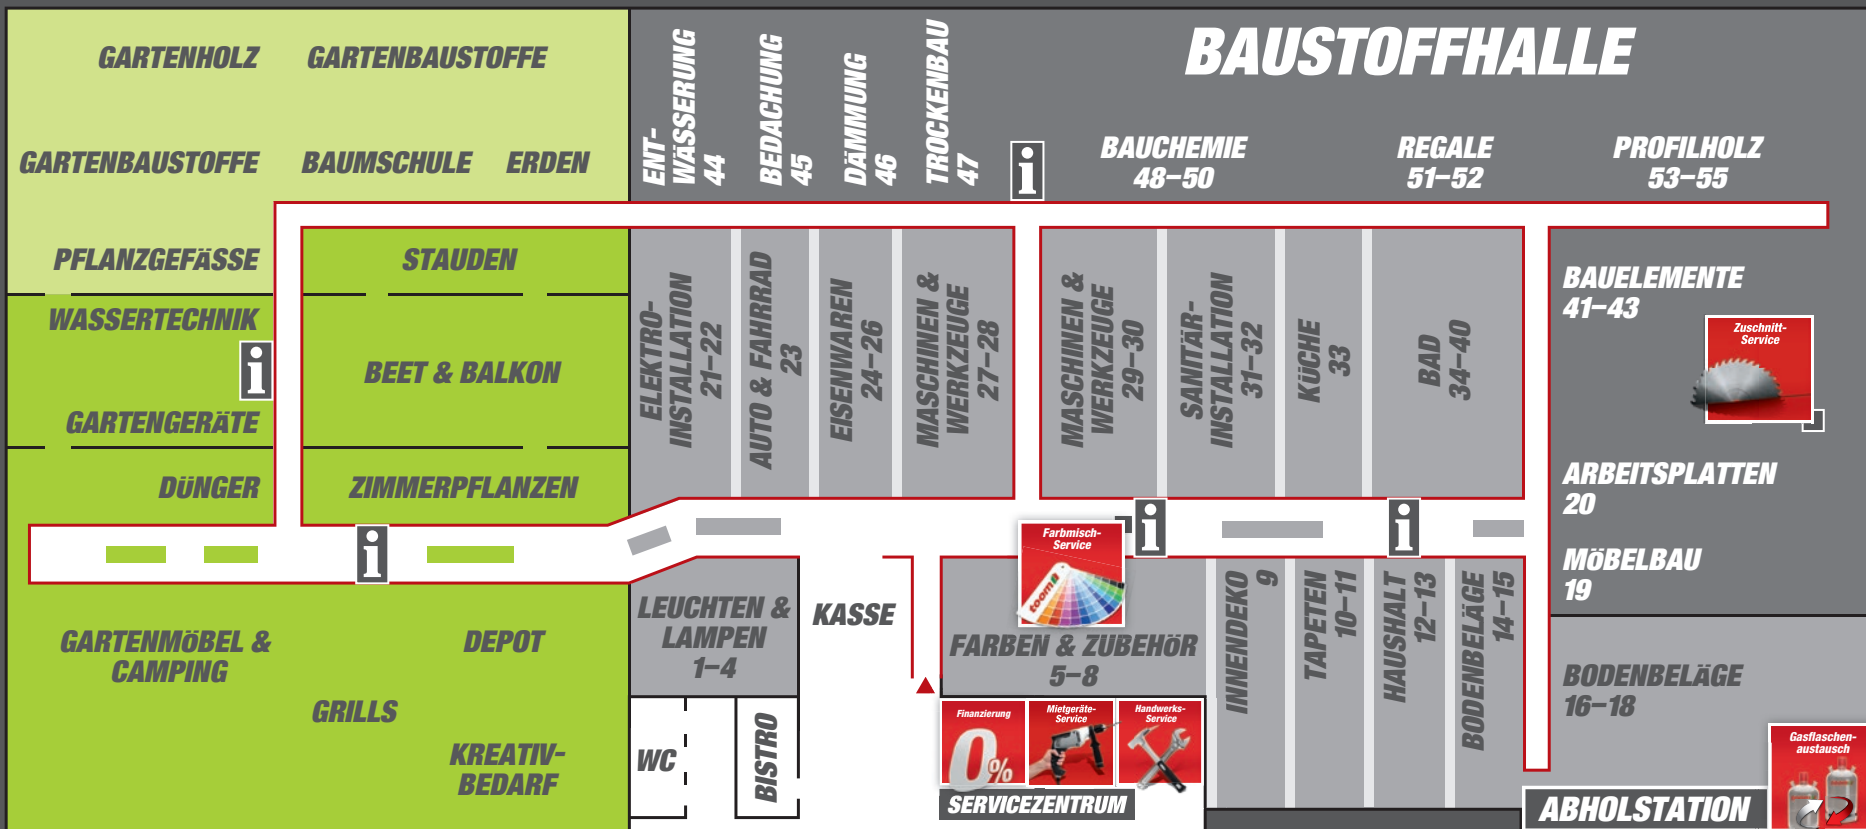 GARTENHOLZ
GARTENBAUSTOFFE
GARTENBAUSTOFFE
BAUMSCHULE
ERDEN
PFLANZGEFÄSSE
STAUDEN
WASSERTECHNIK
i
BEET & BALKON
GARTENGERÄTE
DÜNGER
ZIMMERPFLANZEN
i
GARTENMÖBEL &
CAMPING
DEPOT
GRILLS
KREATIV-
BEDARF
ENT-
WÄSSERUNG
44
BEDACHUNG
45
DÄMMUNG
46
TROCKENBAU
47
BAUSTOFFHALLE
i
BAUCHEMIE
48–50
REGALE
51–52
PROFILHOLZ
53–55
ELEKTRO-
INSTALLATION
21–22
AUTO & FAHRRAD
23
EISENWAREN
24–26
MASCHINEN &
WERKZEUGE
27–28
MASCHINEN &
WERKZEUGE
29–30
SANITÄR-
INSTALLATION
31–32
KÜCHE
33
BAD
34–40
BAUELEMENTE
41–43
Zuschnitt-
Service
ARBEITSPLATTEN
20
MÖBELBAU
19
i
i
LEUCHTEN &
LAMPEN
1–4
KASSE
Farbmisch-
Service
toom
FARBEN & ZUBEHÖR
5–8
INNENDEKO
9
TAPETEN
10–11
HAUSHALT
12–13
BODENBELÄGE
14–15
BODENBELÄGE
16–18
WC
BISTRO
Finanzierung
0%
Mietgeräte-
Service
Handwerks-
Service
SERVICEZENTRUM
ABHOLSTATION
Gasflaschen-
austausch